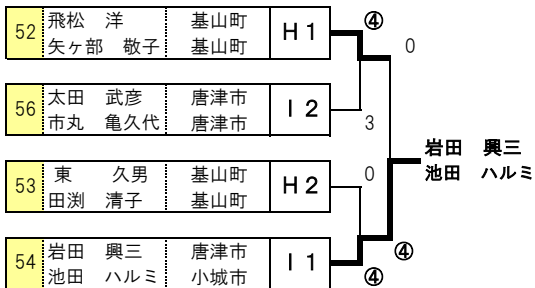 52 飛松 洋 基山町 H 1 ④
矢ヶ部 敬子 基山町
0
56 太田 武彦 唐津市 I 2
市丸 亀久代 唐津市
3
岩田 興三
池田 ハルミ
53 東 久男 基山町 H 2 0
田渕 清子 基山町
④
54 岩田 興三 唐津市 I 1
池田 ハルミ 小城市
④